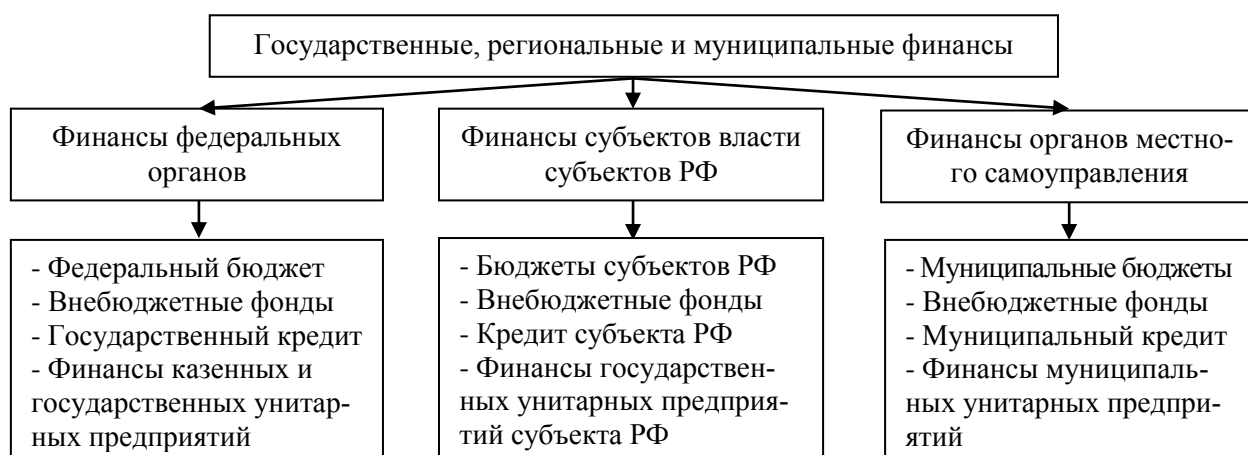 Государственные, региональные и муниципальные финансы
Финансы федеральных
органов
Финансы субъектов власти
субъектов РФ
Финансы органов местно-
го самоуправления
- Федеральный бюджет
- Внебюджетные фонды
- Государственный кредит
- Финансы казенных и
государственных унитар-
ных предприятий
- Бюджеты субъектов РФ
- Внебюджетные фонды
- Кредит субъекта РФ
- Финансы государствен-
ных унитарных предприя-
тий субъекта РФ
- Муниципальные бюджеты
- Внебюджетные фонды
- Муниципальный кредит
- Финансы муниципаль-
ных унитарных предпри-
ятий